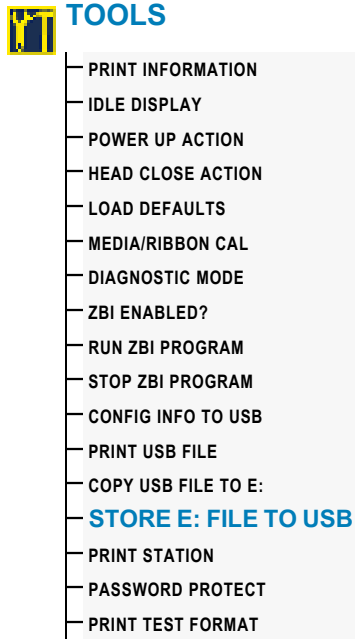 TOOLS
PRINT INFORMATION
IDLE DISPLAY
POWER UP ACTION
HEAD CLOSE ACTION
LOAD DEFAULTS
MEDIA/RIBBON CAL
DIAGNOSTIC MODE
ZBI ENABLED?
RUN ZBI PROGRAM
STOP ZBI PROGRAM
CONFIG INFO TO USB
PRINT USB FILE
COPY USB FILE TO E:
STORE E: FILE TO USB
PRINT STATION
PASSWORD PROTECT
PRINT TEST FORMAT